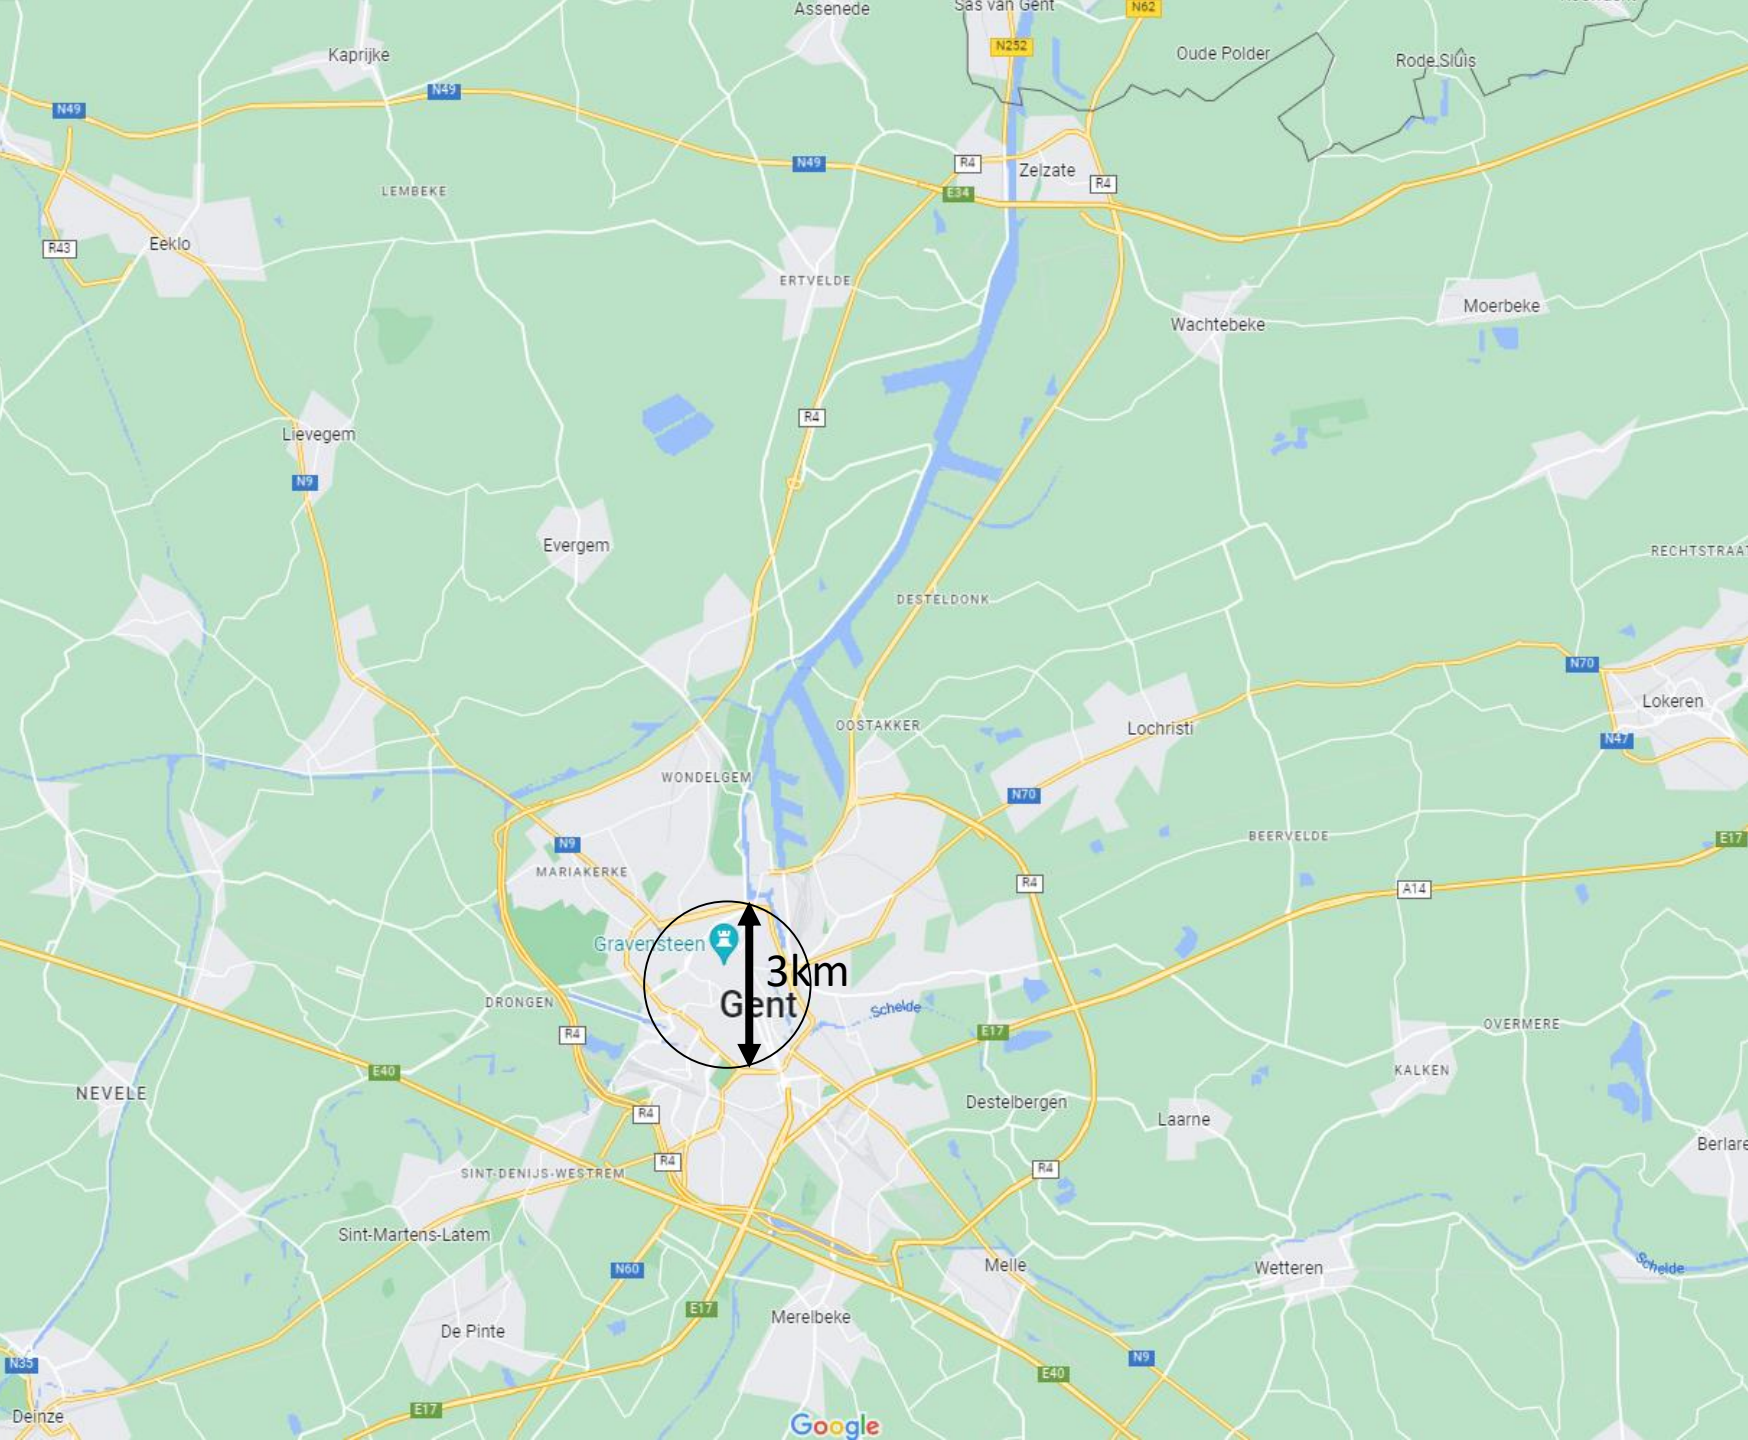 Assenede
Sas van Gent
N62
Kaprijke
N252
Oude Polder
Rode Sluis
N49
N49
N49
R4
Zelzate
R4
LEMBEKE
E34
R43
Eeklo
ERTVELDE
Moerbeke
Wachtebeke
R4
Lievegem
N9
Evergem
RECHTSTRAAT
DESTELDONK
N70
Lokeren
OOSTAKKER
Lochristi
N47
WONDELGEM
N70
BEERVELDE
E17
N9
MARIAKERKE
R4
A14
Gravensteen
3km
DRONGEN
Gent
Schelde
R4
E17
OVERMERE
E40
KALKEN
NEVELE
Destelbergen
R4
Laarne
Berlare
R4
R4
SINT-DENIJS-WESTREM
Sint-Martens-Latem
N60
Melle
Wetteren
Schelde
E17
Merelbeke
De Pinte
N35
N9
E40
E17
Deinze
Google